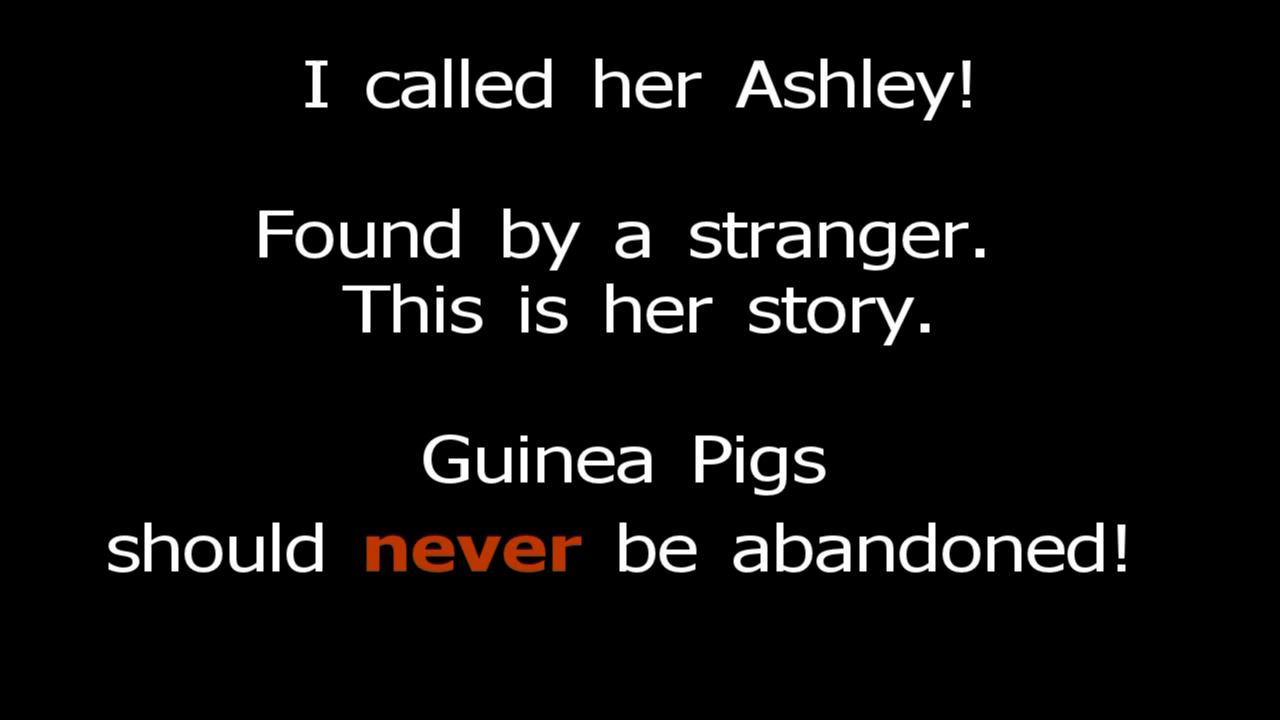 I called her Ashley!
Found by a stranger.
This is her story.
Guinea Pigs
should never be abandoned!